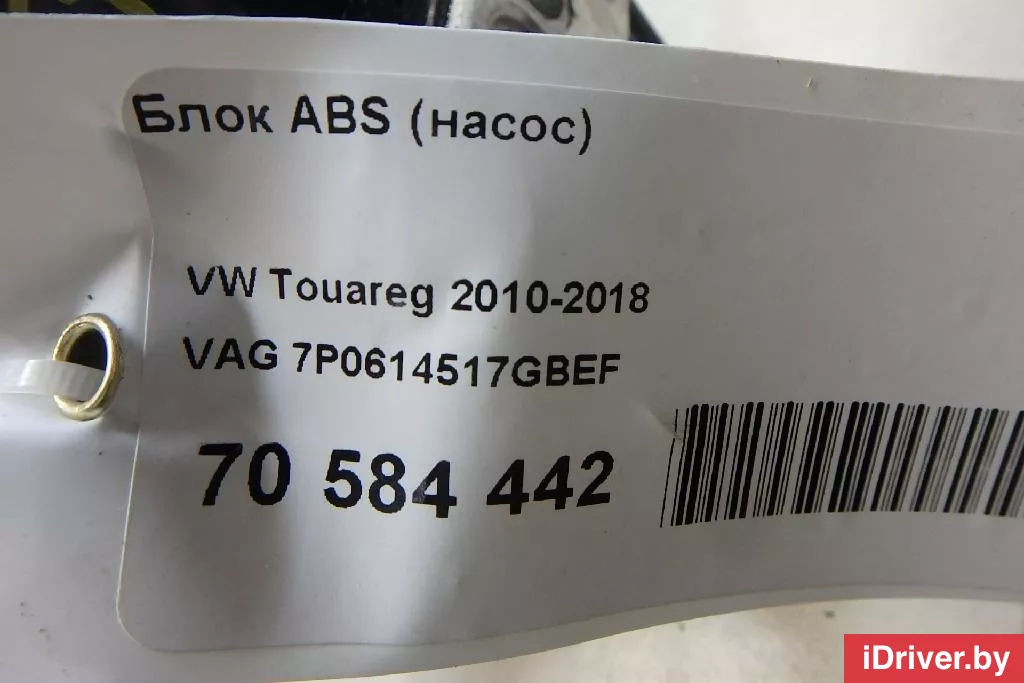 Блок ABS (насос)
VW Touareg 2010-2018
VAG 7P0614517GBEF
70 584 442
iDriver.by